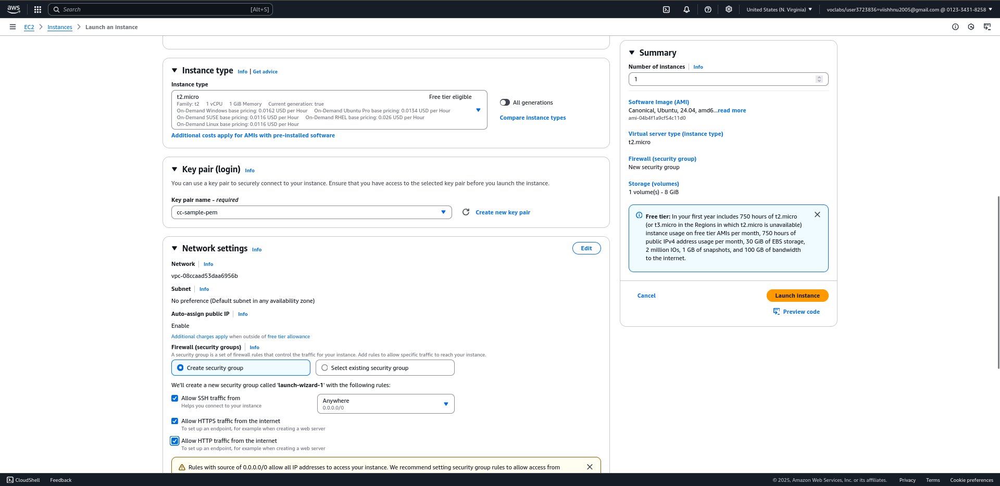 aws
Search
[Alt+S]
United States (N. Virginia)
voclabs/user3723836=viishhnu2005@gmail.com @ 0123-3431-8258
EC2
Instances
Launch an instance
Instance type
Info | Get advice
Instance type
t2.micro
Free tier eligible
Family: t2 1 vCPU 1 GiB Memory Current generation: true
On-Demand Windows base pricing: 0.0162 USD per Hour On-Demand Ubuntu Pro base pricing: 0.0134 USD per Hour
On-Demand SUSE base pricing: 0.0116 USD per Hour On-Demand RHEL base pricing: 0.026 USD per Hour
On-Demand Linux base pricing: 0.0116 USD per Hour
All generations
Compare instance types
Additional costs apply for AMIs with pre-installed software
Key pair (login)
Info
You can use a key pair to securely connect to your instance. Ensure that you have access to the selected key pair before you launch the instance.
Key pair name - required
cc-sample-pem
Create new key pair
Network settings
Info
Edit
Network
Info
vpc-08ccaad53daa6956b
Subnet
Info
No preference (Default subnet in any availability zone)
Auto-assign public IP
Info
Enable
Additional charges apply when outside of free tier allowance
Firewall (security groups)
Info
A security group is a set of firewall rules that control the traffic for your instance. Add rules to allow specific traffic to reach your instance.
Create security group
Select existing security group
We'll create a new security group called 'launch-wizard-1' with the following rules:
Allow SSH traffic from
Helps you connect to your instance
Anywhere
0.0.0.0/0
Allow HTTPS traffic from the internet
To set up an endpoint, for example when creating a web server
Allow HTTP traffic from the internet
To set up an endpoint, for example when creating a web server
Rules with source of 0.0.0.0/0 allow all IP addresses to access your instance. We recommend setting security group rules to allow access from
Summary
Number of instances
Info
1
Software Image (AMI)
Canonical, Ubuntu, 24.04, amd6...read more
ami-04b4f1a9cf54c11d0
Virtual server type (instance type)
t2.micro
Firewall (security group)
New security group
Storage (volumes)
1 volume(s) - 8 GiB
Free tier: In your first year includes 750 hours of t2.micro
(or t3.micro in the Regions in which t2.micro is unavailable)
instance usage on free tier AMIs per month, 750 hours of
public IPv4 address usage per month, 30 GiB of EBS storage,
2 million IOs, 1 GB of snapshots, and 100 GB of bandwidth
to the internet.
Cancel
Launch instance
Preview code
CloudShell
Feedback
© 2025, Amazon Web Services, Inc. or its affiliates.
Privacy
Terms
Cookie preferences